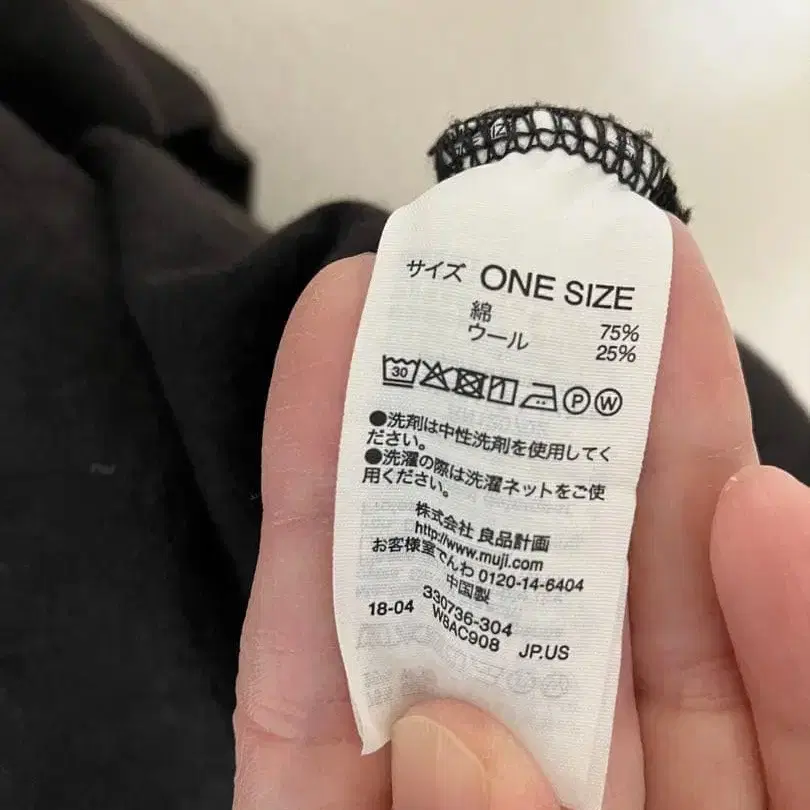 サイズ ONE SIZE
綿 75%
ウール 25%
30 P W
●洗剤は中性洗剤を使用してく
ださい。
●洗濯の際は洗濯ネットをご使
用ください。
株式会社 良品計画
http://www.muji.com
お客様室でんわ 0120-14-6404
中国製
330736-304
18-04 W8AC908 JP.US